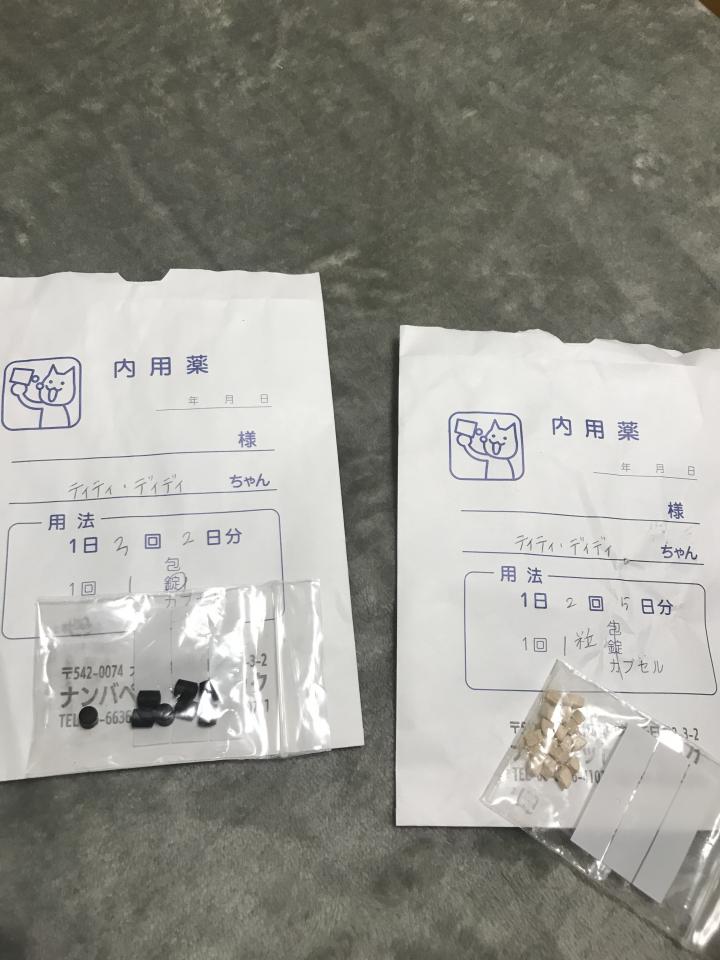 内用薬
年 月 日
様
ティティ・ディディ ちゃん
用法
1日 3 回 2 日分
1回 1 包
錠
カプセル
〒542-0074
-3-2
ナンバペ
TEL
内用薬
年 月 日
様
ティティ・ディディ ちゃん
用法
1日 2 回 5 日分
1回 1粒 包
錠
カプセル
3-2
TEL